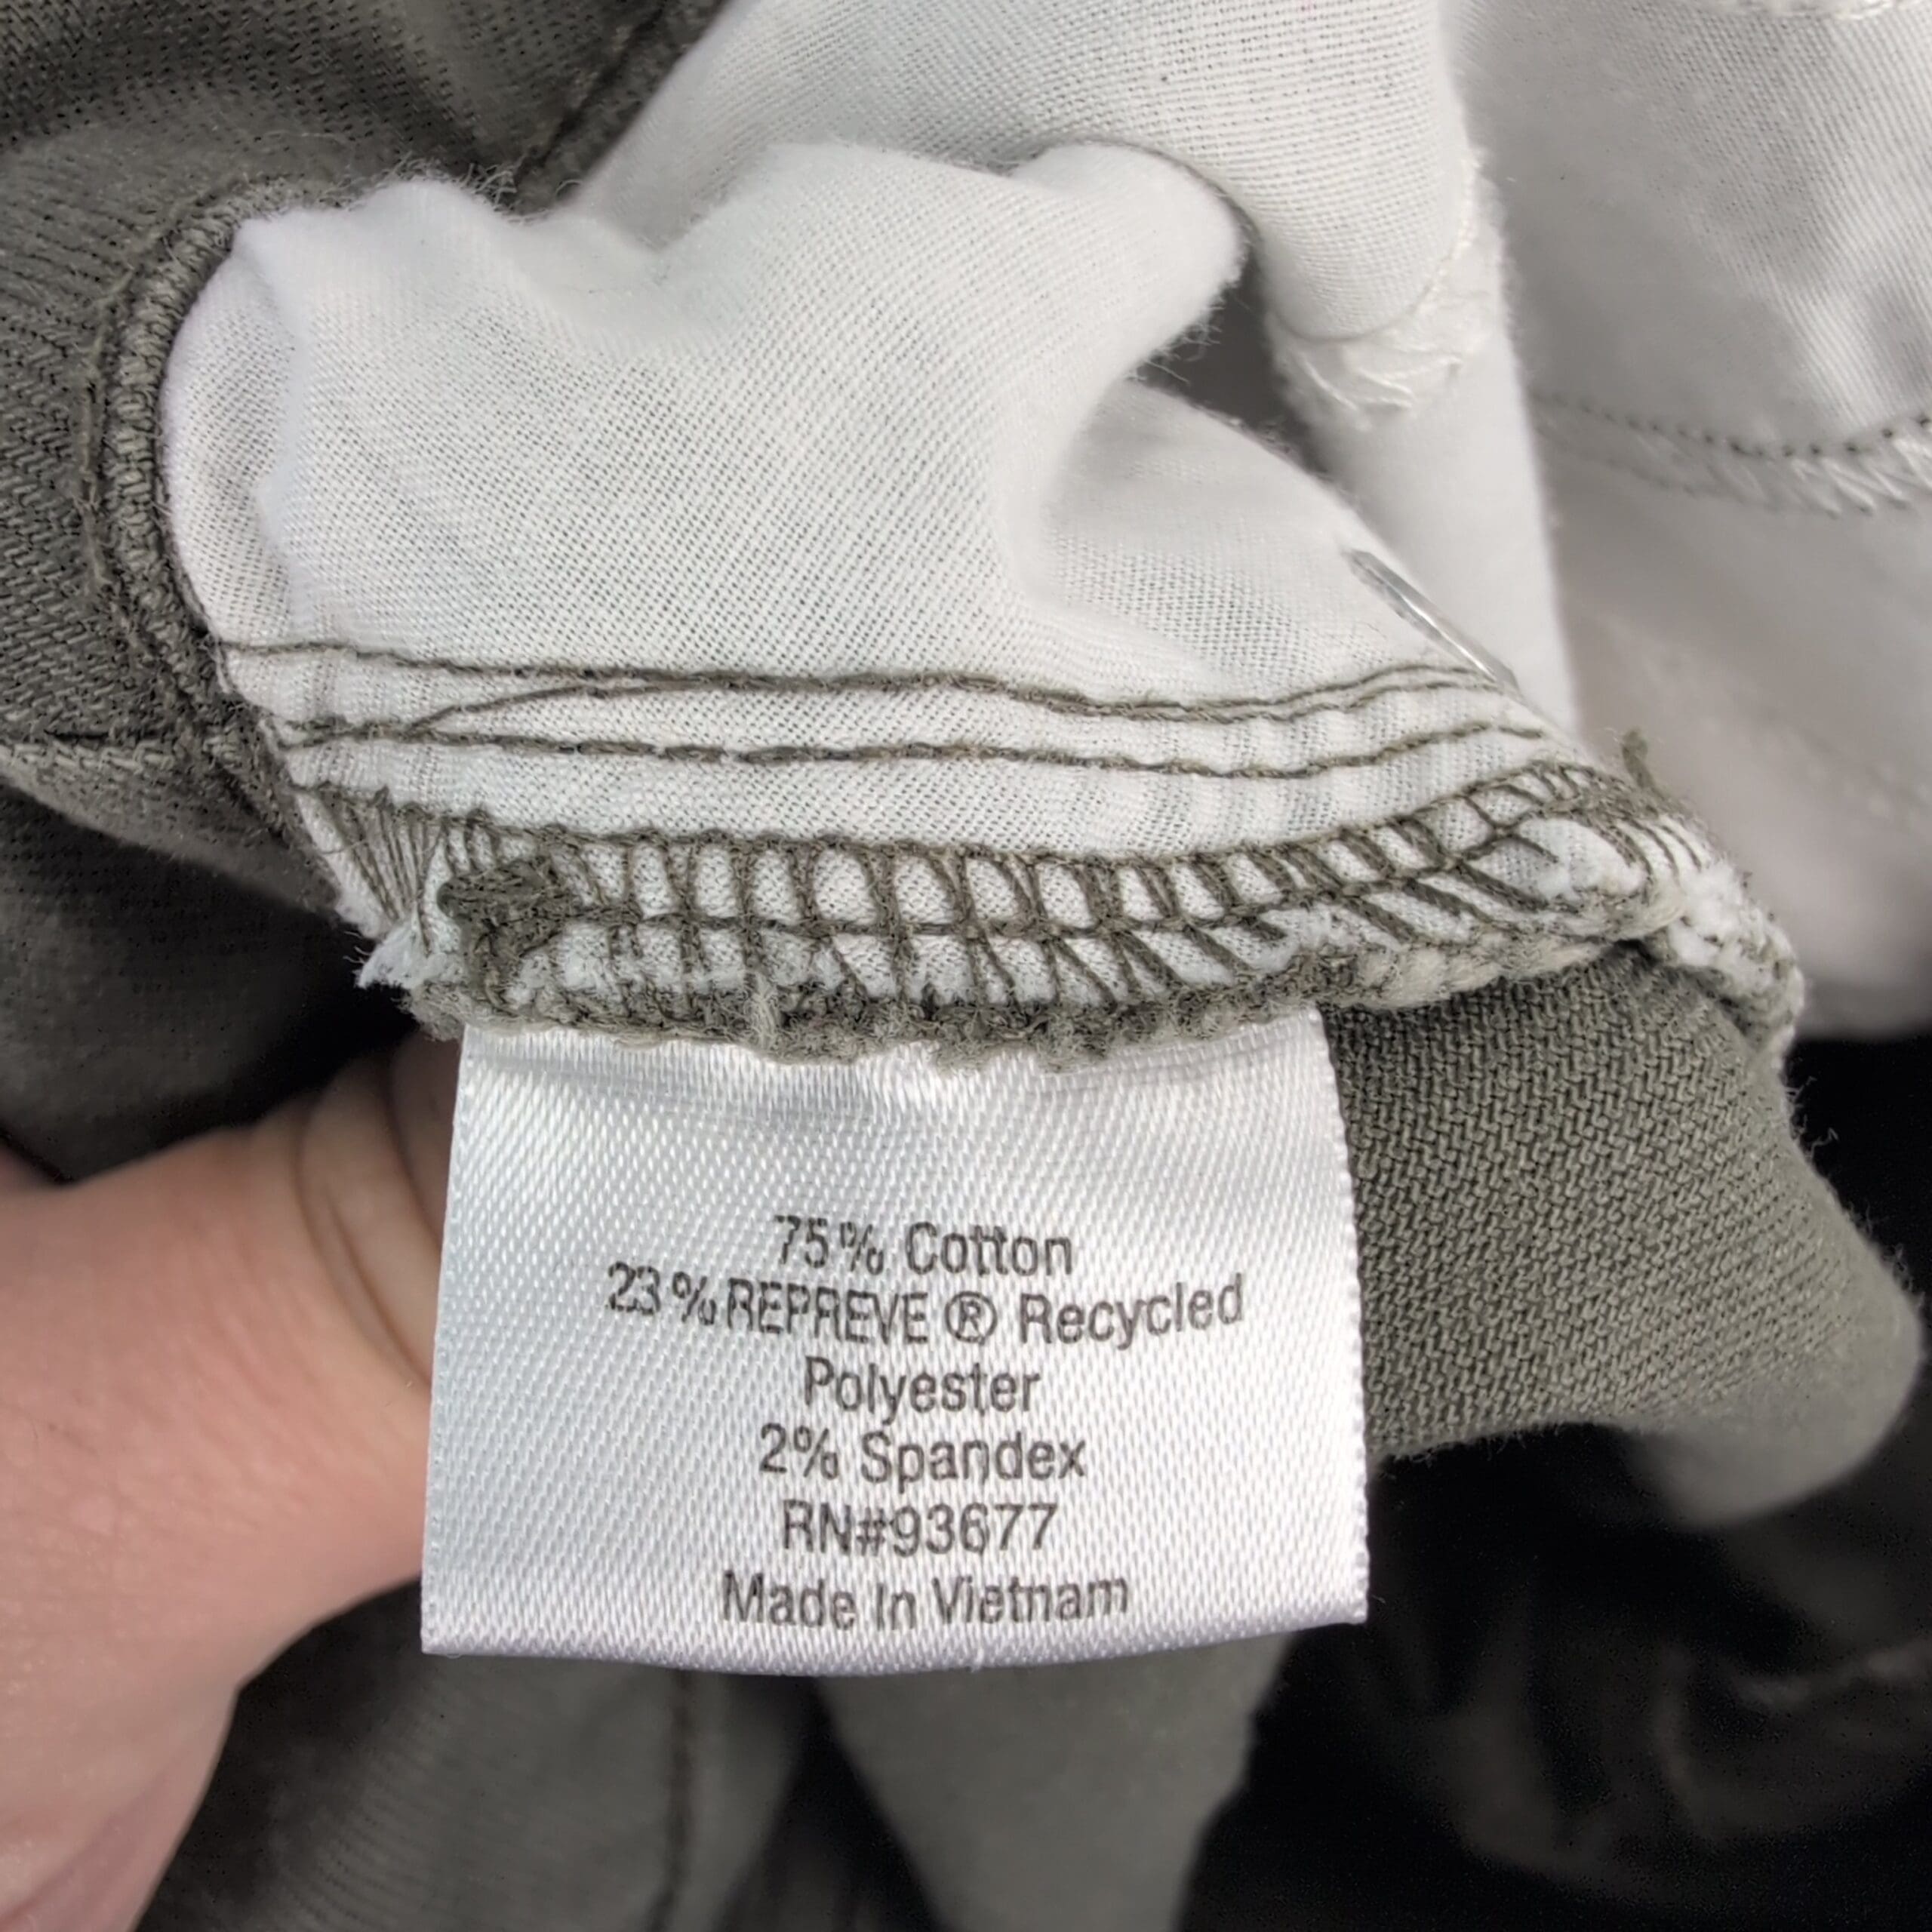 75% Cotton
23% REPREVE ® Recycled
Polyester
2% Spandex
RN#93677
Made In Vietnam